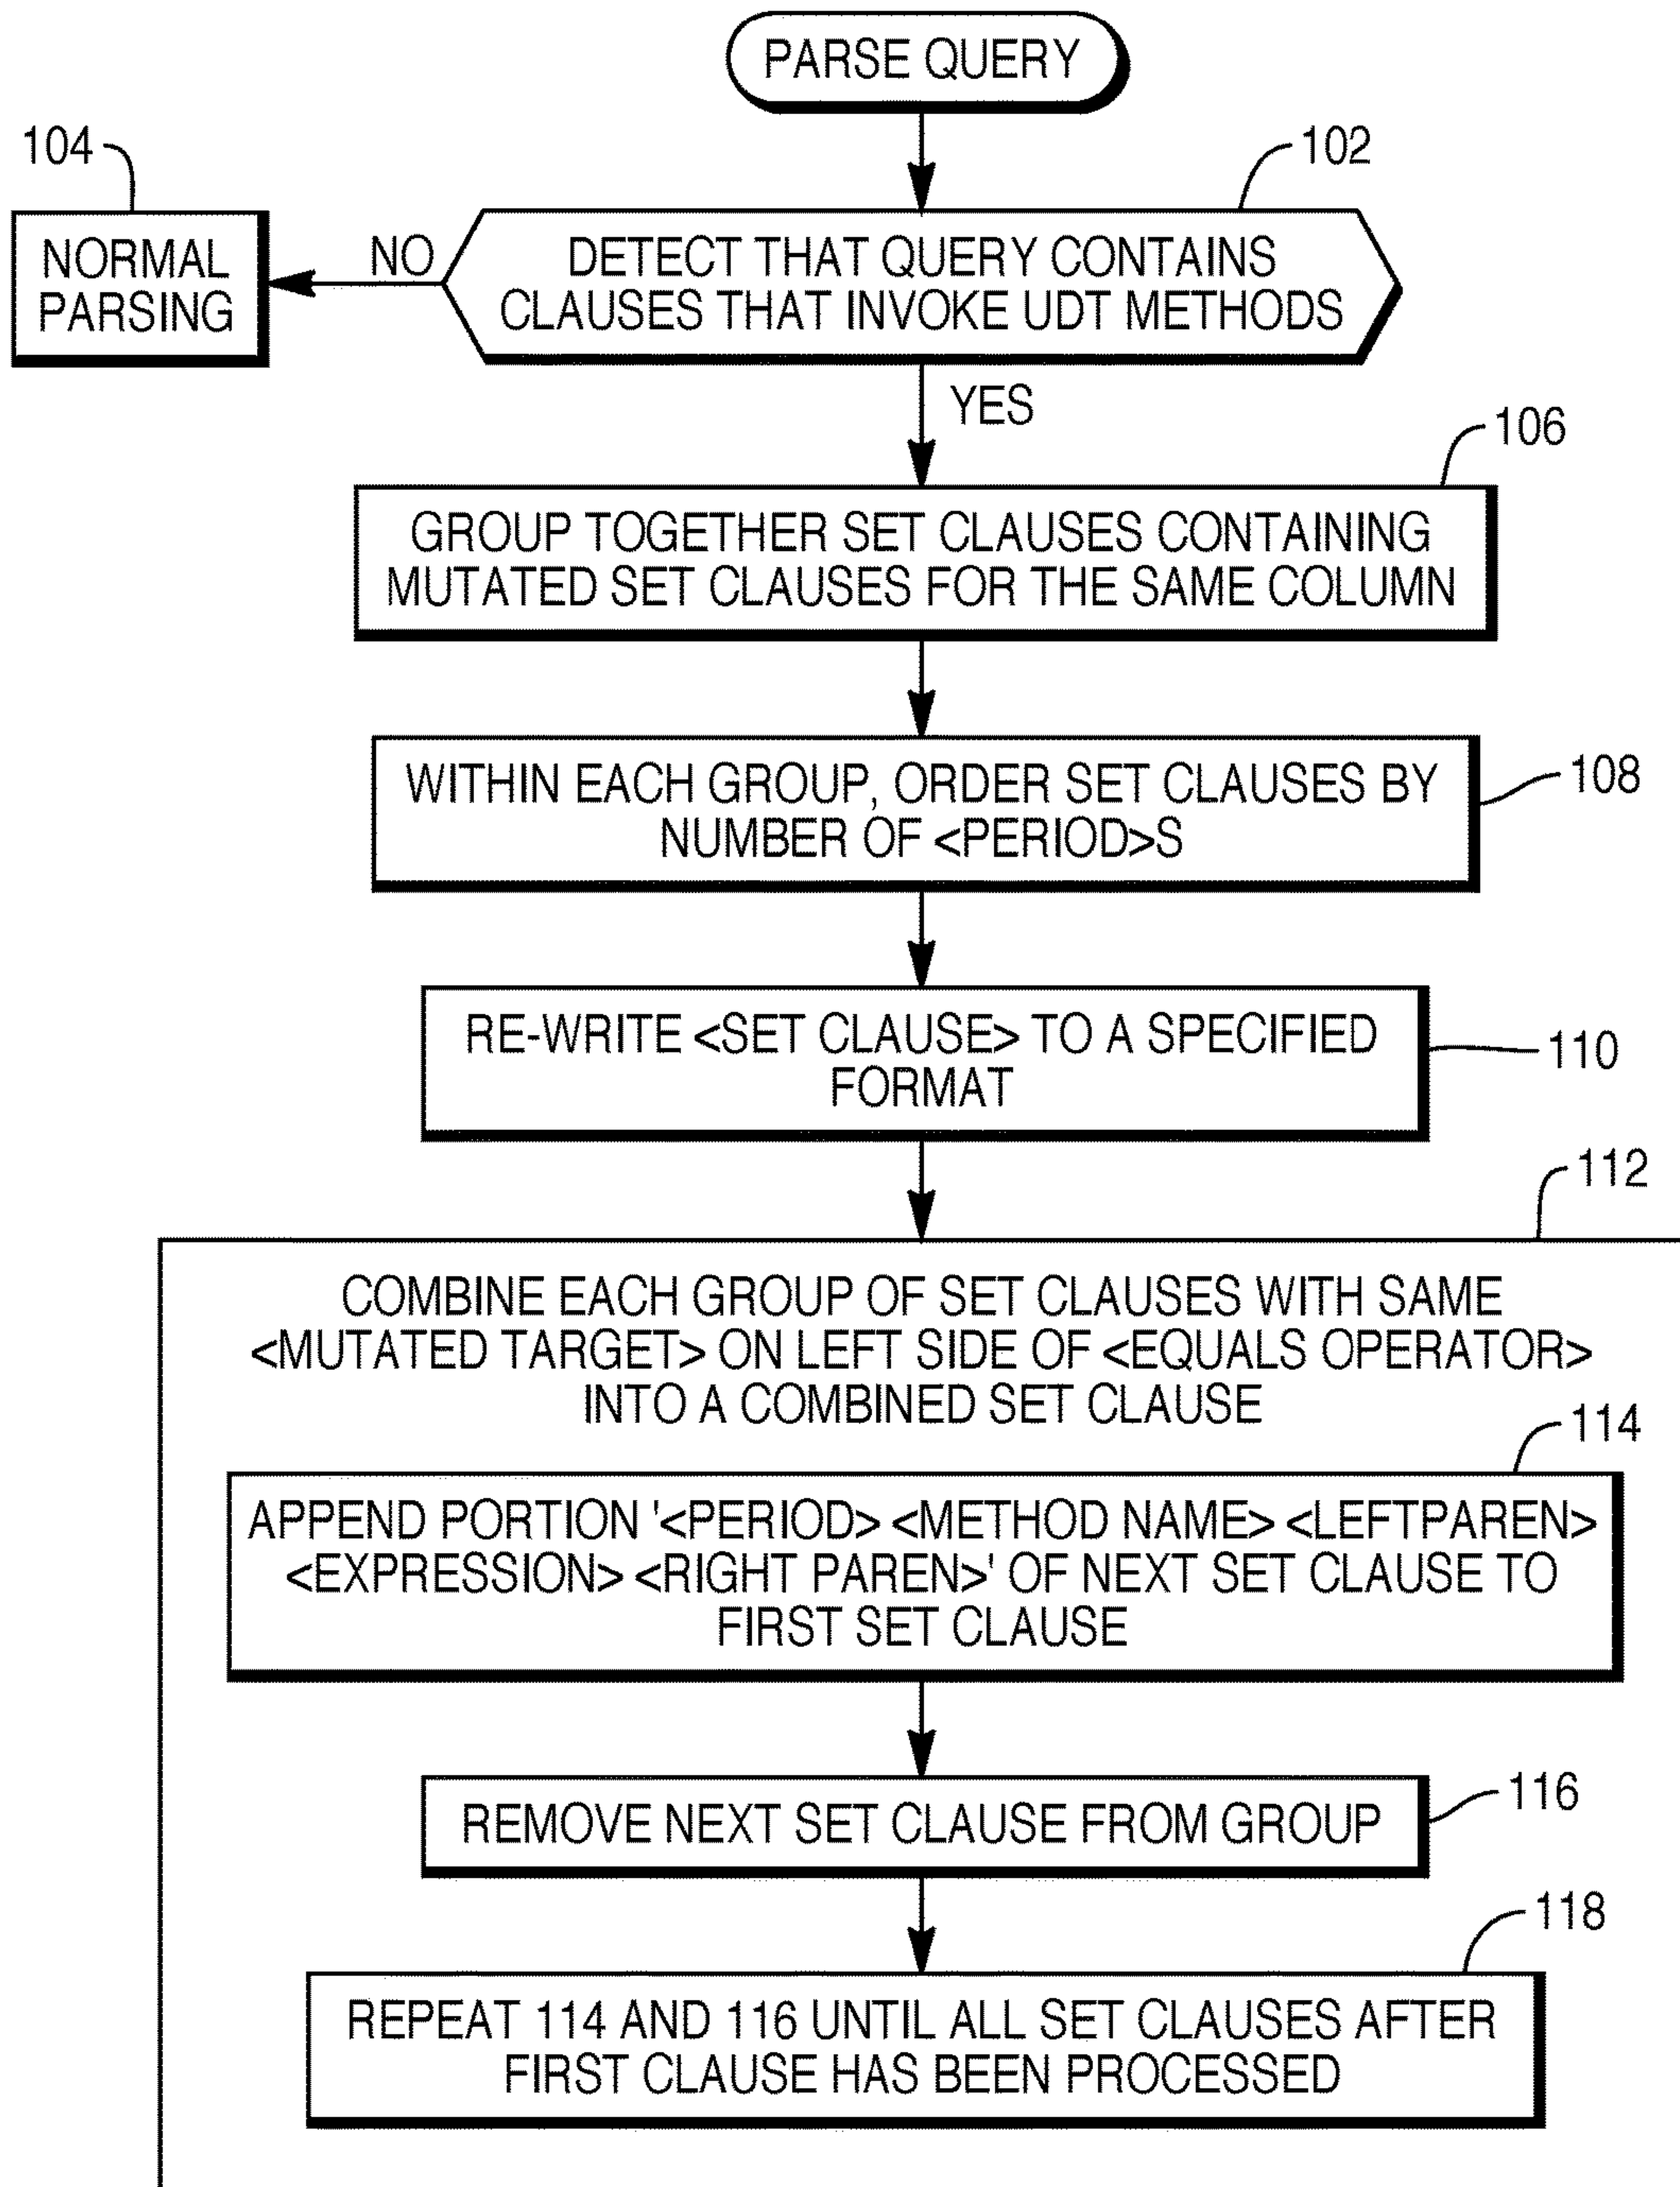 PARSE QUERY
104
102
NORMAL
PARSING
NO
DETECT THAT QUERY CONTAINS
CLAUSES THAT INVOKE UDT METHODS
YES
106
GROUP TOGETHER SET CLAUSES CONTAINING
MUTATED SET CLAUSES FOR THE SAME COLUMN
WITHIN EACH GROUP, ORDER SET CLAUSES BY
NUMBER OF <PERIOD>S
108
RE-WRITE <SET CLAUSE> TO A SPECIFIED
FORMAT
110
112
COMBINE EACH GROUP OF SET CLAUSES WITH SAME
<MUTATED TARGET> ON LEFT SIDE OF <EQUALS OPERATOR>
INTO A COMBINED SET CLAUSE
114
APPEND PORTION '<PERIOD> <METHOD NAME> <LEFTPAREN>
<EXPRESSION> <RIGHT PAREN>' OF NEXT SET CLAUSE TO
FIRST SET CLAUSE
REMOVE NEXT SET CLAUSE FROM GROUP
116
118
REPEAT 114 AND 116 UNTIL ALL SET CLAUSES AFTER
FIRST CLAUSE HAS BEEN PROCESSED